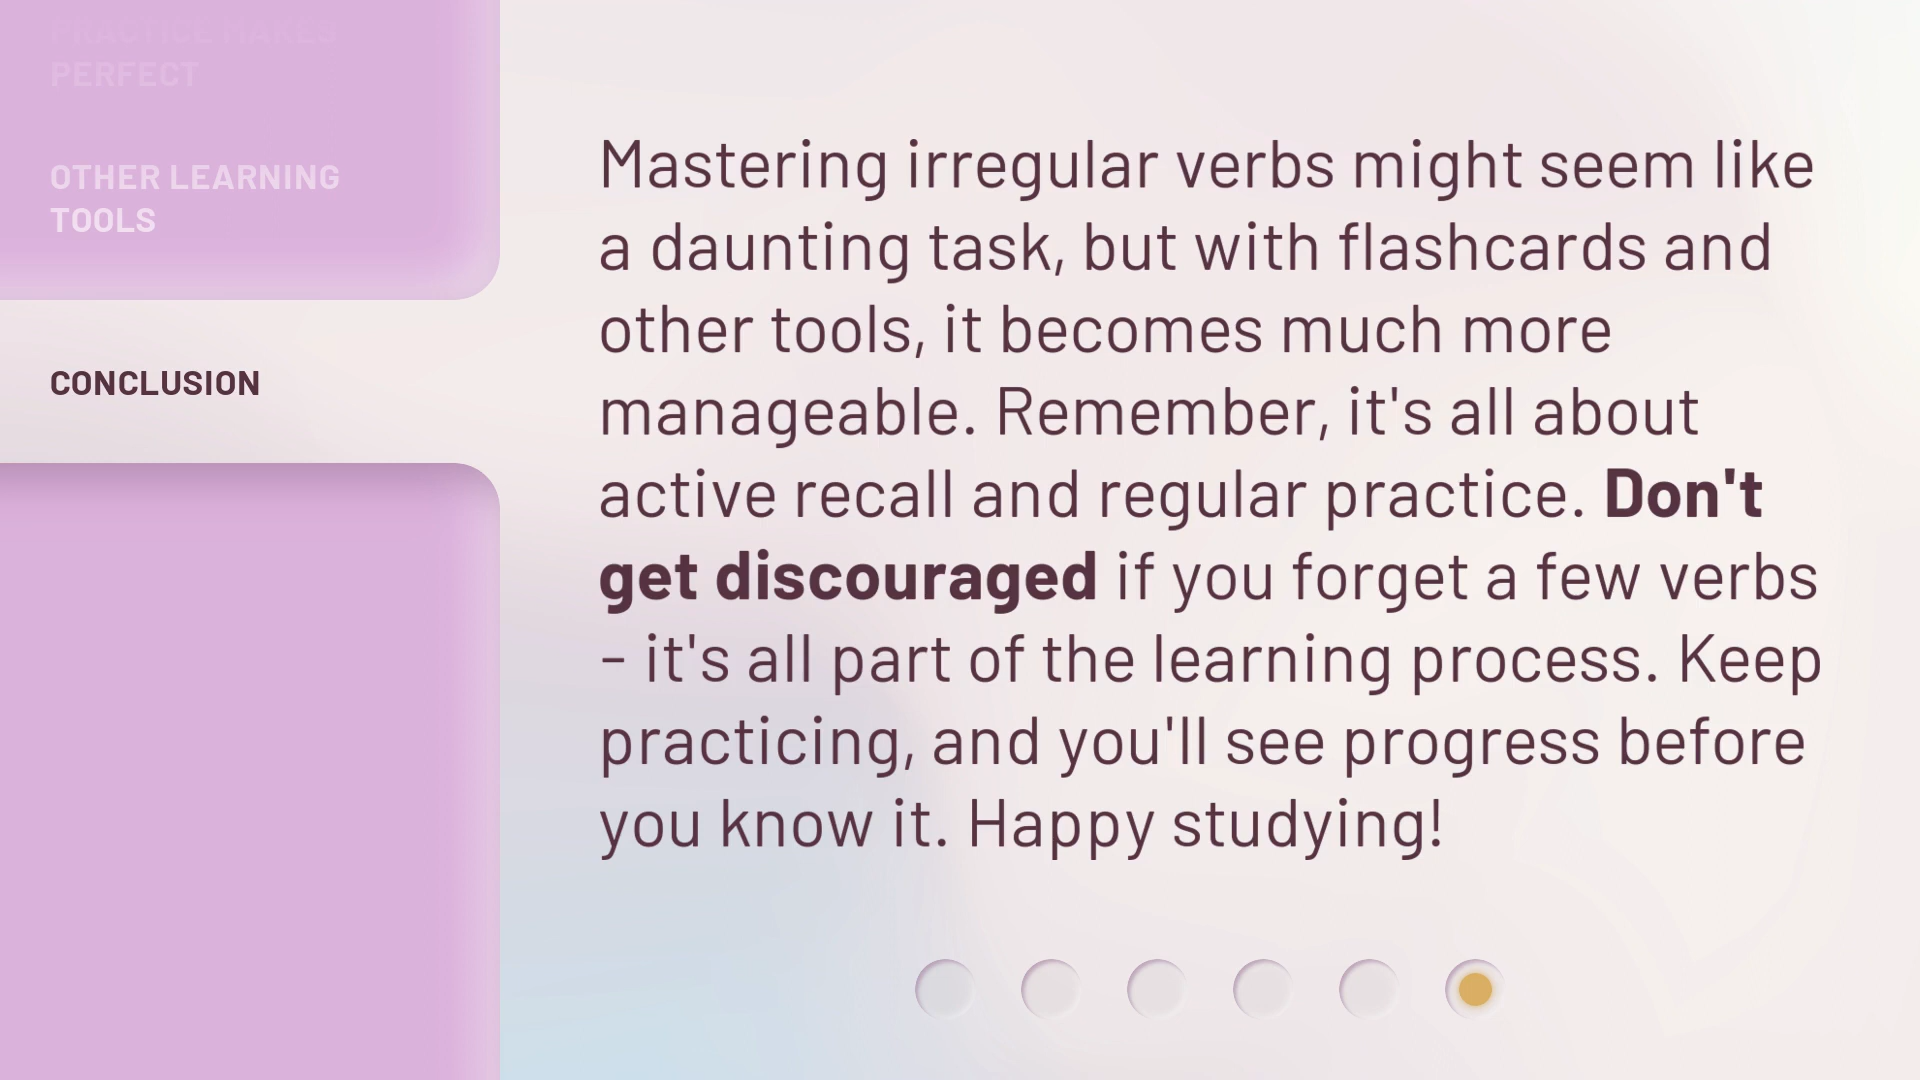 PRACTICE MAKES
PERFECT
OTHER LEARNING
TOOLS
CONCLUSION
Mastering irregular verbs might seem like
a daunting task, but with flashcards and
other tools, it becomes much more
manageable. Remember, it's all about
active recall and regular practice. Don't
get discouraged if you forget a few verbs
- it's all part of the learning process. Keep
practicing, and you'll see progress before
you know it. Happy studying!